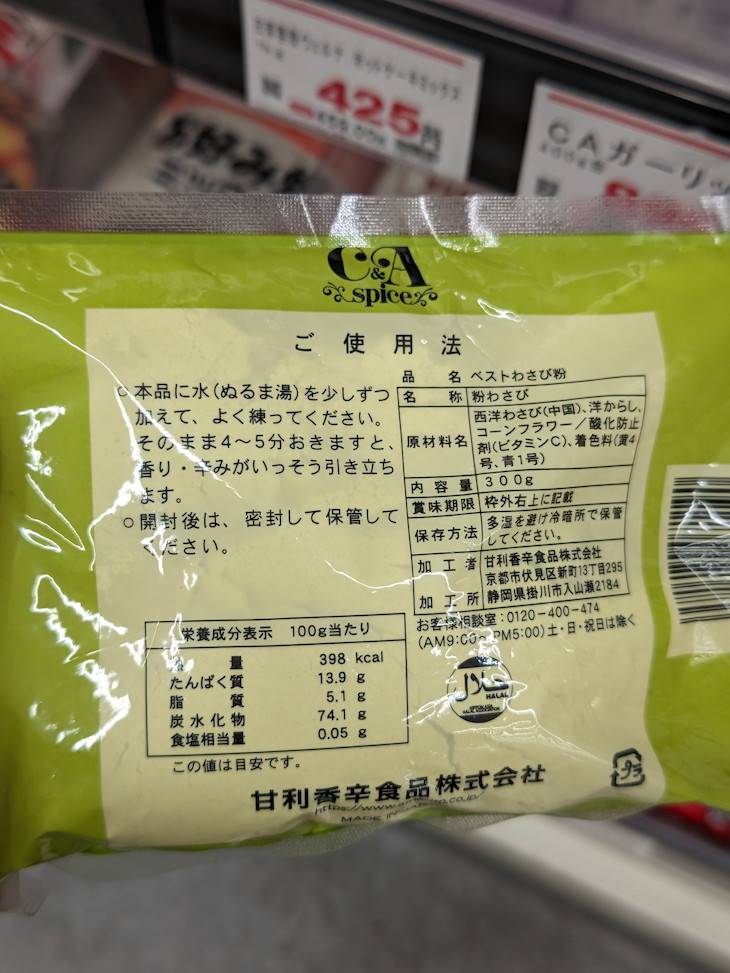 425円
CAガーリッ
400g
C&A
spice
ご使用法
○本品に水(ぬるま湯)を少しずつ
加えて、よく練ってください。
そのまま4〜5分おきますと、
香り・辛みがいっそう引き立ち
ます。
○開封後は、密封して保管して
ください。
品名 ベストわさび粉
名称 粉わさび
原材料名 西洋わさび(中国)、洋からし、
コーンフラワー/酸化防止
剤(ビタミンC)、着色料(黄4
号、青1号)
内容量 300g
賞味期限 枠外右上に記載
保存方法 多湿を避け冷暗所で保管
してください。
加工者 甘利香辛食品株式会社
京都市伏見区新町13丁目295
加工所 静岡県掛川市入山瀬2184
お客様相談室:0120-400-474
(AM9:00〜PM5:00)土・日・祝日は除く
栄養成分表示 100g当たり
量 398 kcal
たんぱく質 13.9 g
脂質 5.1 g
炭水化物 74.1 g
食塩相当量 0.05 g
この値は目安です。
حلال
HALAL
甘利香辛食品株式会社
https://www.
.co.jp/
MADE IN
プラ